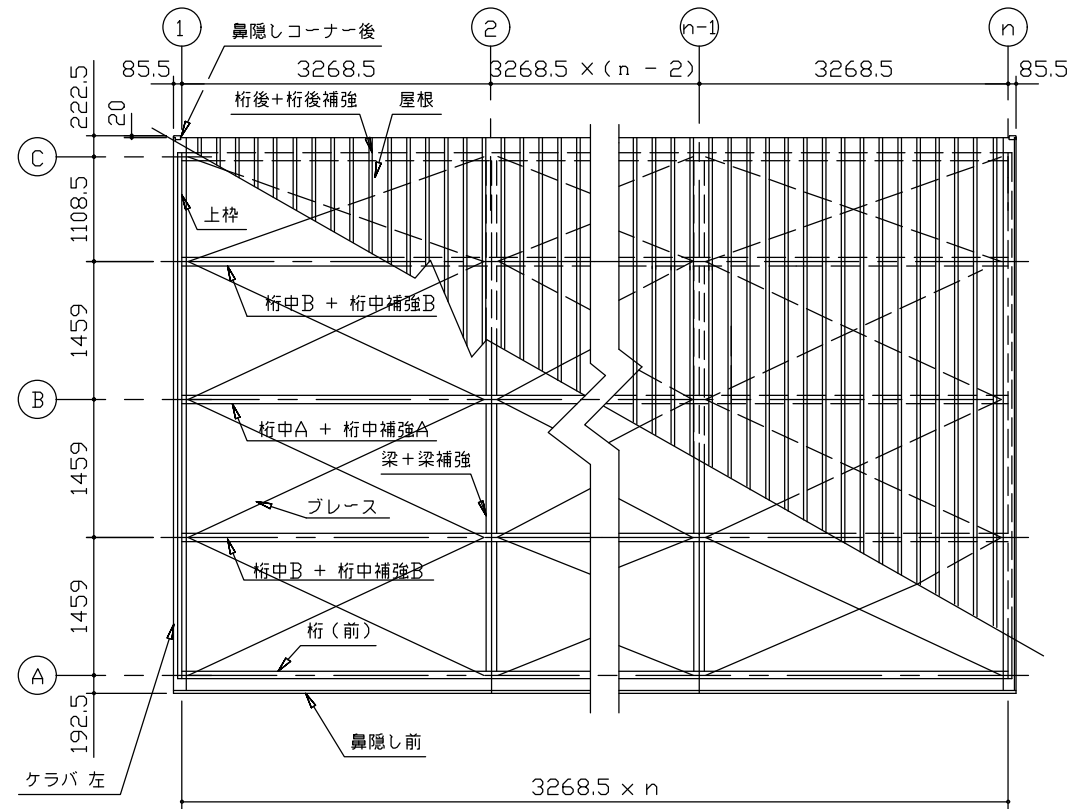 1
2
n-1
n
鼻隠しコーナー後
85.5
3268.5
3268.5 ×(n - 2)
3268.5
85.5
222.5
20
桁後+桁後補強
屋根
C
1108.5
上枠
桁中B + 桁中補強B
1459
B
桁中A + 桁中補強A
梁+梁補強
1459
ブレース
桁中B + 桁中補強B
1459
桁(前)
A
192.5
鼻隠し前
ケラバ 左
3268.5 × n